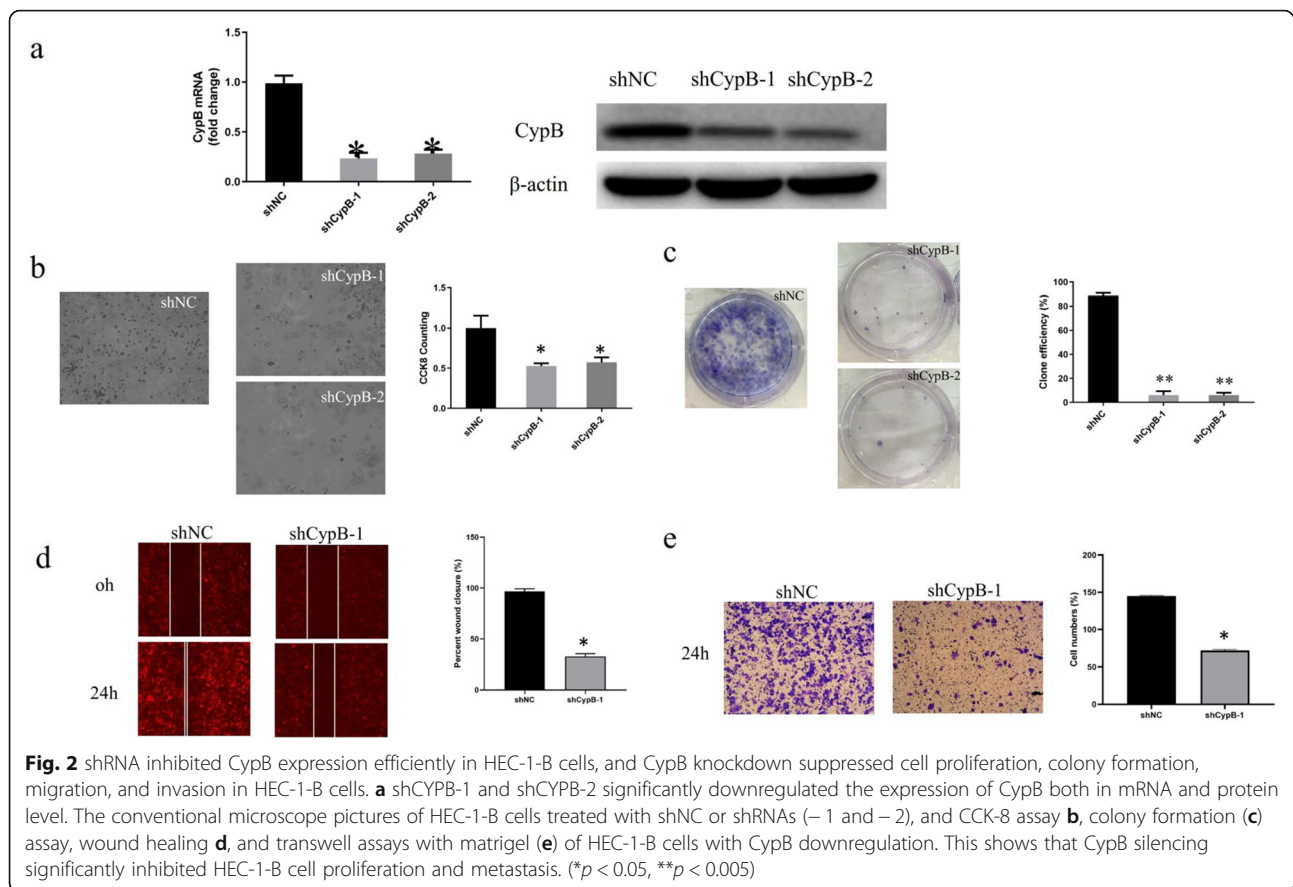 a
CypB mRNA
(fold change)
1.5
1.0
0.5
0.0
*
*
shNC
shCypB-1
shCypB-2
shNC shCypB-1 shCypB-2
CypB
β-actin
b
shNC
shCypB-1
shCypB-2
CCK8 Counting
1.5
1.0
0.5
0.0
*
*
shNC
shCypB-1
shCypB-2
c
shNC
shCypB-1
shCypB-2
Clone efficiency (%)
100
80
60
40
20
0
**
**
shNC
shCypB-1
shCypB-2
d
shNC shCypB-1
oh
24h
Percent wound closure (%)
150
100
50
0
*
shNC shCypB-1
e
shNC shCypB-1
24h
Cell numbers (%)
200
150
100
50
0
*
shNC shCypB-1
Fig. 2 shRNA inhibited CypB expression efficiently in HEC-1-B cells, and CypB knockdown suppressed cell proliferation, colony formation,
migration, and invasion in HEC-1-B cells. a shCYPB-1 and shCYPB-2 significantly downregulated the expression of CypB both in mRNA and protein
level. The conventional microscope pictures of HEC-1-B cells treated with shNC or shRNAs (− 1 and − 2), and CCK-8 assay b, colony formation (c)
assay, wound healing d, and transwell assays with matrigel (e) of HEC-1-B cells with CypB downregulation. This shows that CypB silencing
significantly inhibited HEC-1-B cell proliferation and metastasis. (*p < 0.05, **p < 0.005)